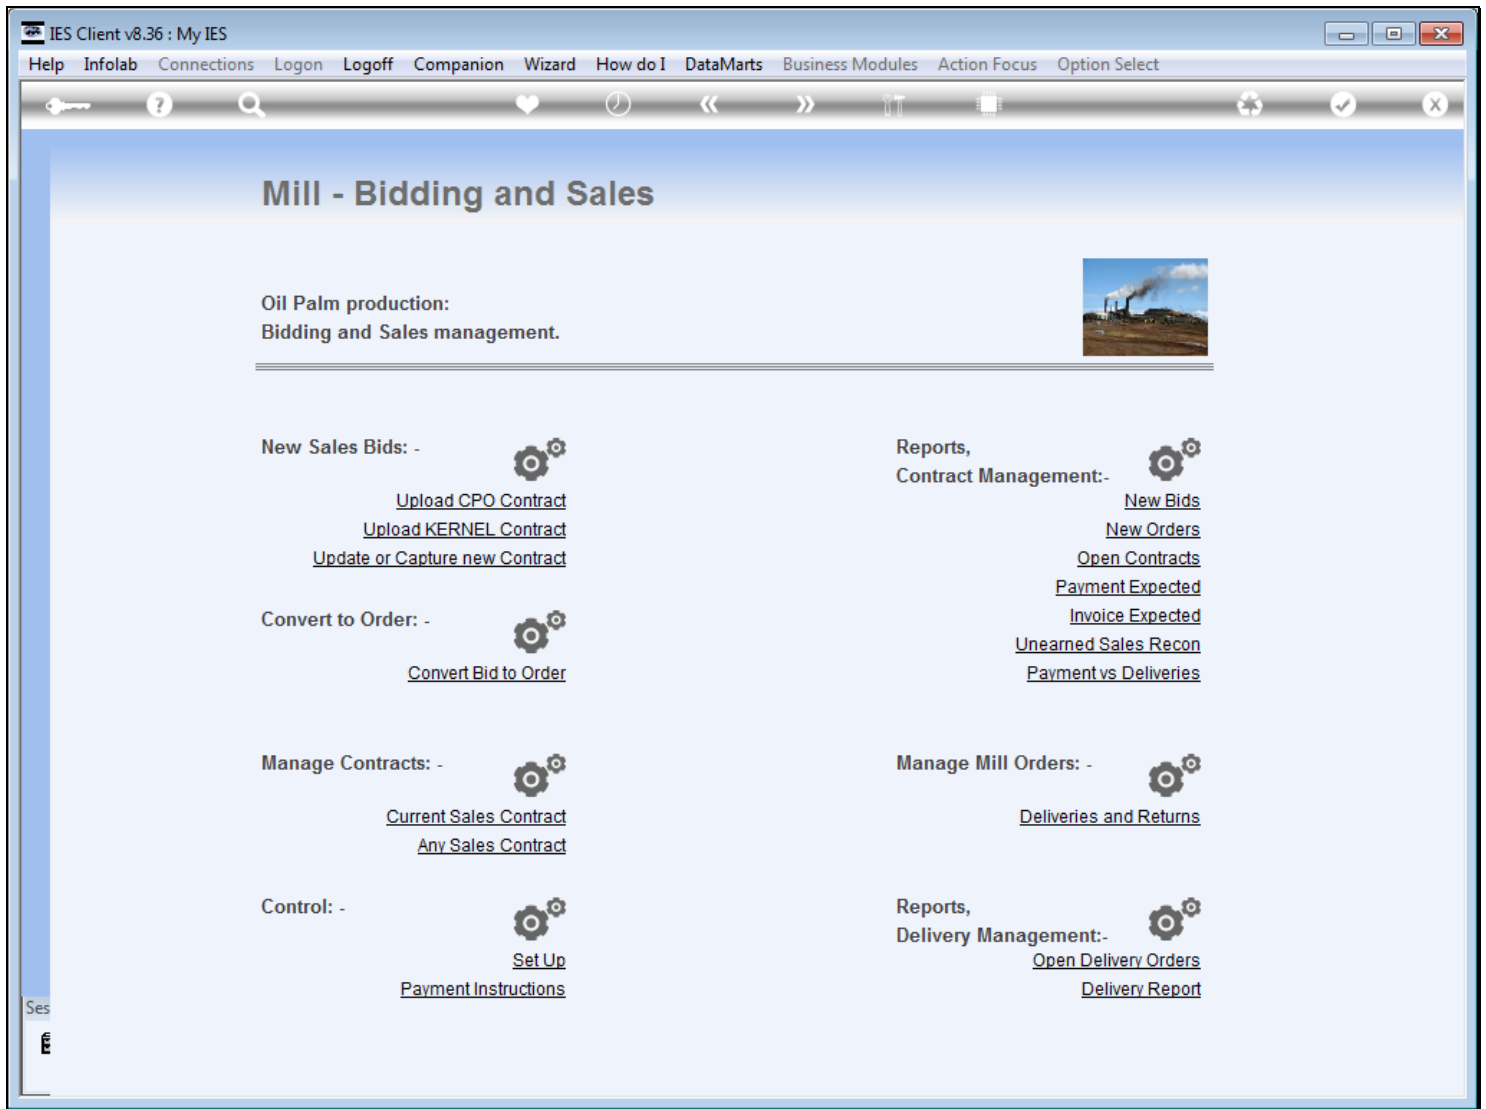 IES Client v8.36 : My IES
Help Infolab Connections Logon Logoff Companion Wizard How do I DataMarts Business Modules Action Focus Option Select
Mill - Bidding and Sales
Oil Palm production:
Bidding and Sales management.
New Sales Bids: -
Upload CPO Contract
Upload KERNEL Contract
Update or Capture new Contract
Convert to Order: -
Convert Bid to Order
Manage Contracts: -
Current Sales Contract
Any Sales Contract
Control: -
Set Up
Payment Instructions
Reports,
Contract Management:-
New Bids
New Orders
Open Contracts
Payment Expected
Invoice Expected
Unearned Sales Recon
Payment vs Deliveries
Manage Mill Orders: -
Deliveries and Returns
Reports,
Delivery Management:-
Open Delivery Orders
Delivery Report
Ses